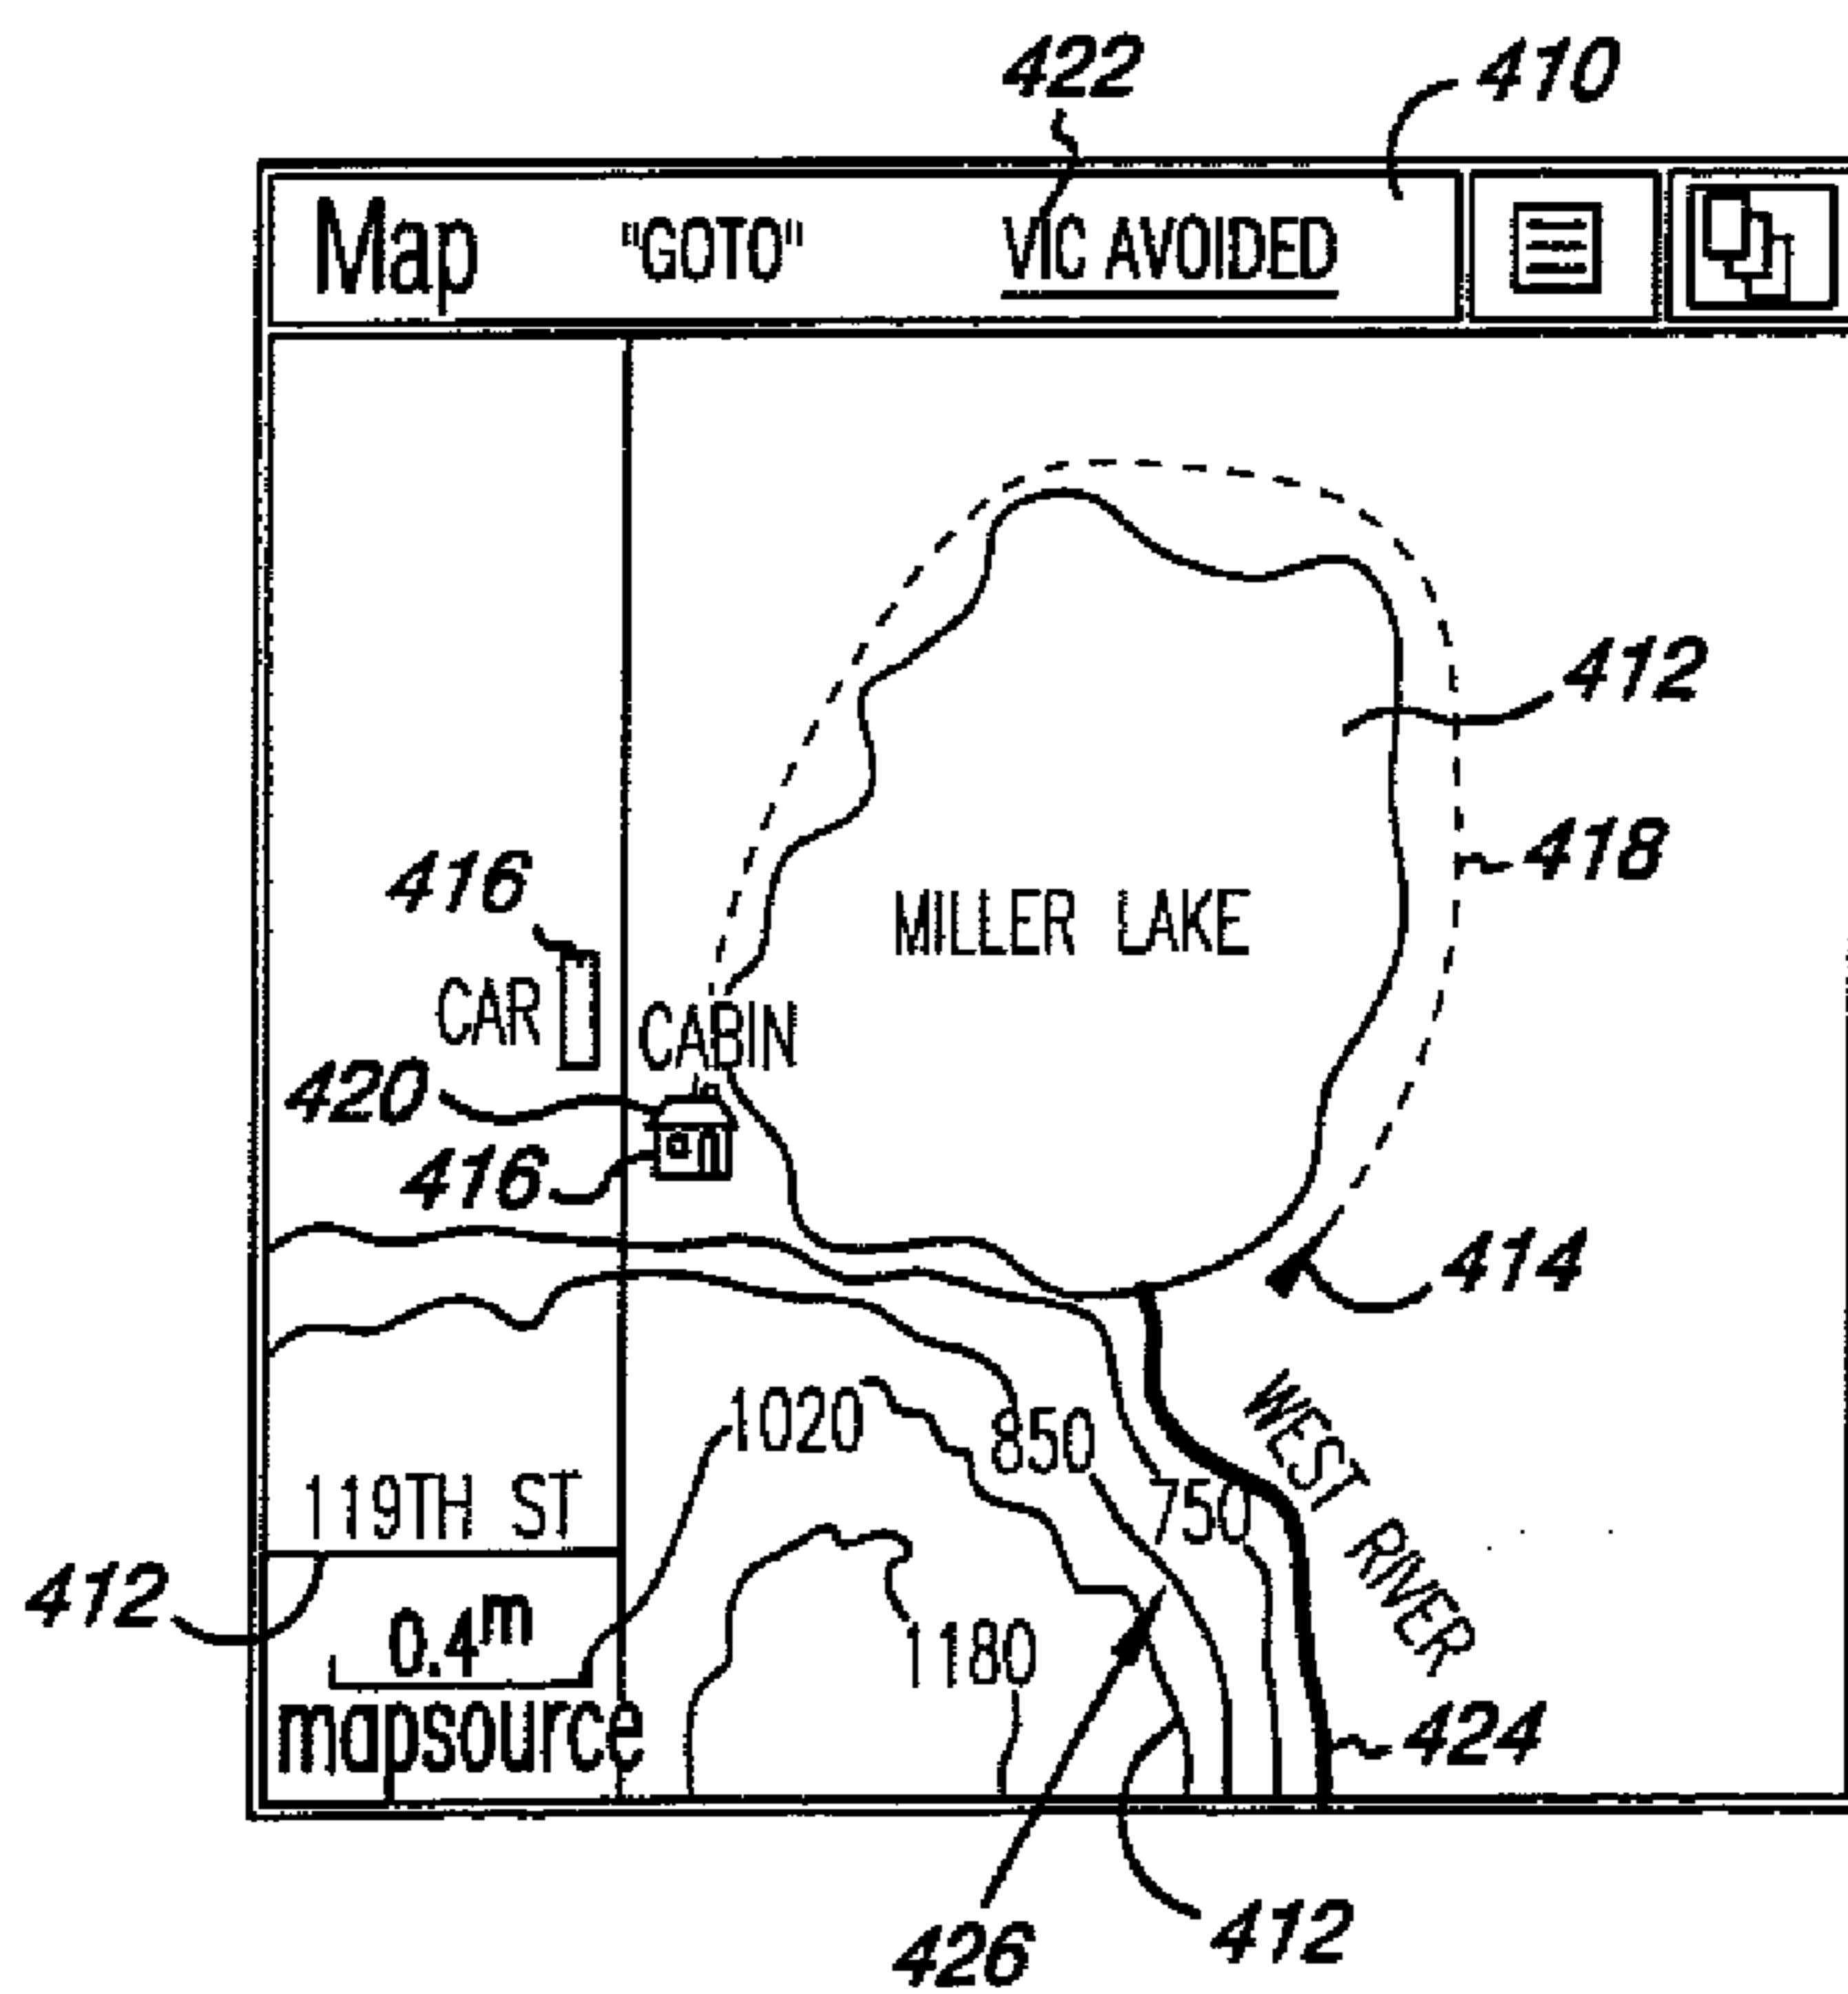 422 410
Map "GOTO" VIC AVOIDED
412
418
416
MILLER LAKE
CAR
CABIN
420
416
414
1020 850
WEST RIVER
119TH ST 750
412
0.4m
1180
mapsource
424
426 412